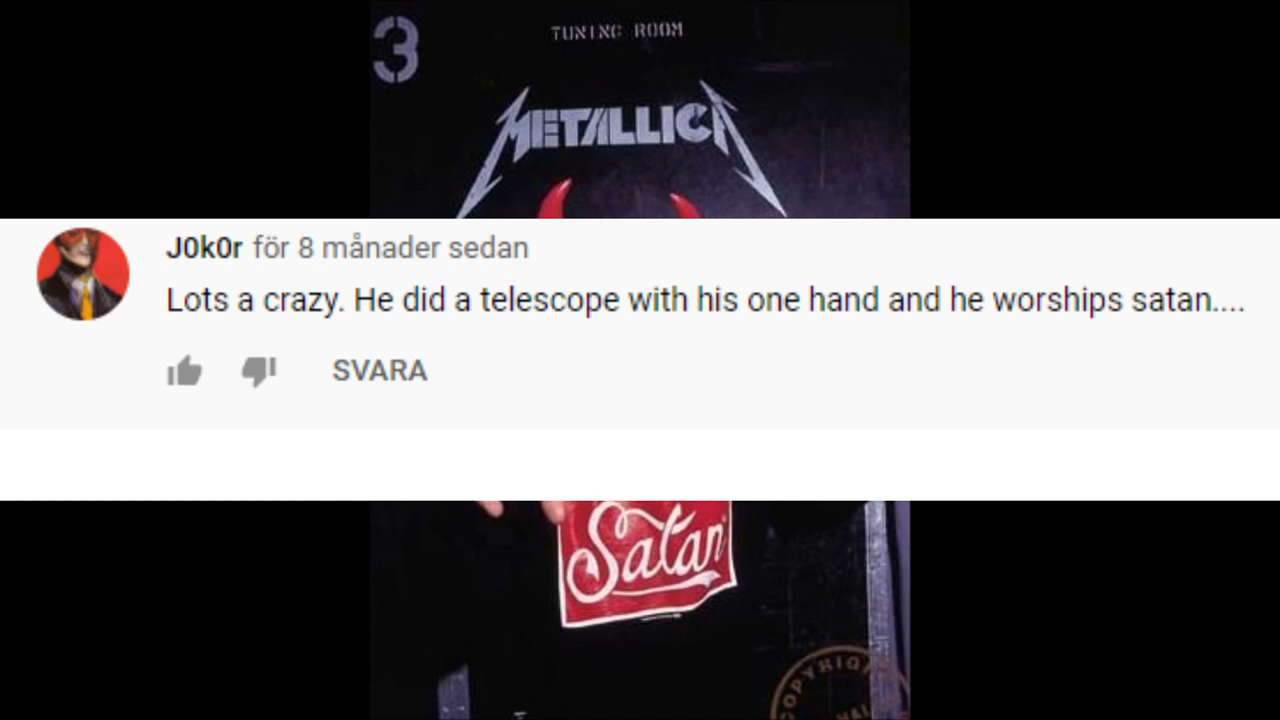 3
TUNING ROOM
METALLICA
J0k0r för 8 månader sedan
Lots a crazy. He did a telescope with his one hand and he worships satan....
SVARA
Satan